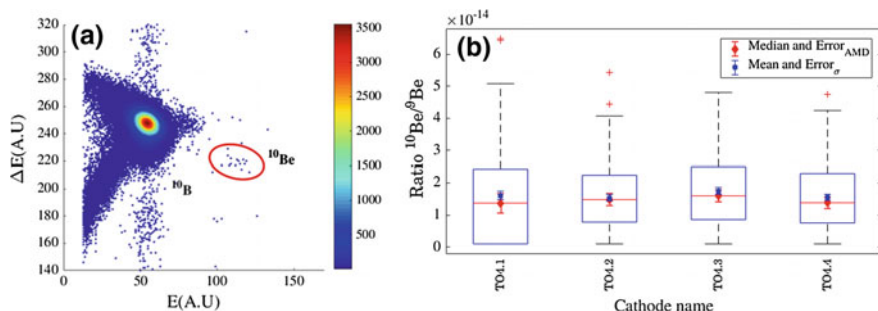 (a)
ΔE(A.U)
320
300
280
260
240
220
200
180
160
140
0
50
100
150
E(A.U)
¹⁰B
¹⁰Be
3500
3000
2500
2000
1500
1000
500
×10⁻¹⁴
(b)
Ratio ¹⁰Be/⁹Be
6
5
4
3
2
1
0
Median and Error_AMD
Mean and Error_σ
TO4.1
TO4.2
TO4.3
TO4.4
Cathode name